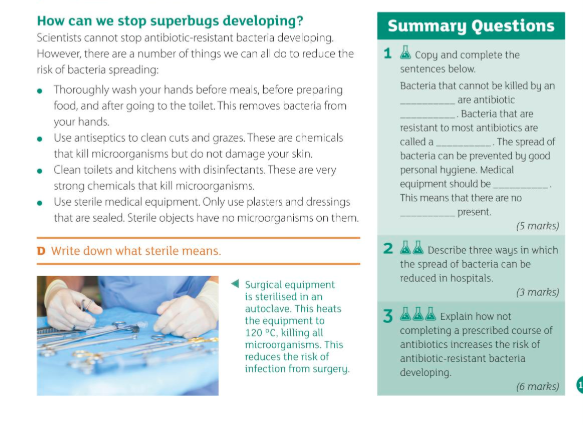 How can we stop superbugs developing?
Scientists cannot stop antibiotic-resistant bacteria developing.
However, there are a number of things we can all do to reduce the
risk of bacteria spreading:
● Thoroughly wash your hands before meals, before preparing
food, and after going to the toilet. This removes bacteria from
your hands.
● Use antiseptics to clean cuts and grazes. These are chemicals
that kill microorganisms but do not damage your skin.
● Clean toilets and kitchens with disinfectants. These are very
strong chemicals that kill microorganisms.
● Use sterile medical equipment. Only use plasters and dressings
that are sealed. Sterile objects have no microorganisms on them.
D Write down what sterile means.
◄ Surgical equipment
is sterilised in an
autoclave. This heats
the equipment to
120 °C, killing all
microorganisms. This
reduces the risk of
infection from surgery.
Summary Questions
1 Copy and complete the
sentences below.
Bacteria that cannot be killed by an
__________ are antibiotic
__________. Bacteria that are
resistant to most antibiotics are
called a __________. The spread of
bacteria can be prevented by good
personal hygiene. Medical
equipment should be __________.
This means that there are no
__________ present.
(5 marks)
2 Describe three ways in which
the spread of bacteria can be
reduced in hospitals.
(3 marks)
3 Explain how not
completing a prescribed course of
antibiotics increases the risk of
antibiotic-resistant bacteria
developing.
(6 marks)